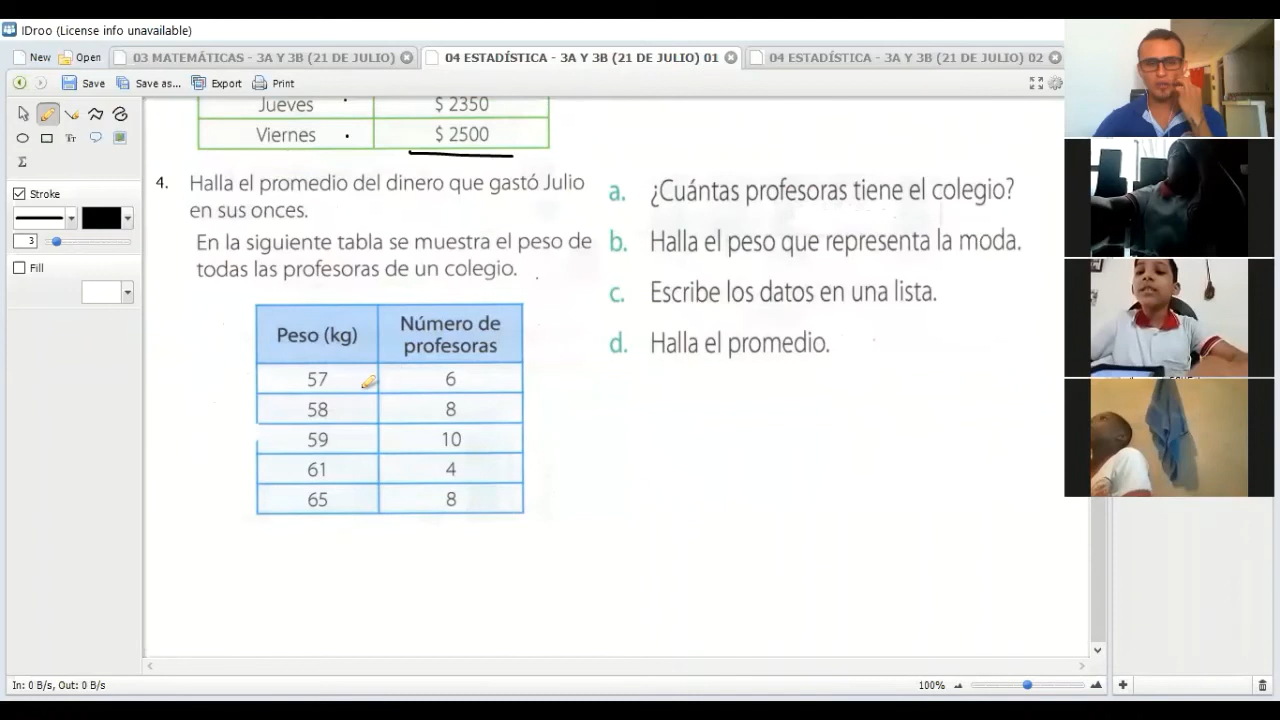 IDroo (License info unavailable)
New Open 03 MATEMÁTICAS - 3A Y 3B (21 DE JULIO) 04 ESTADÍSTICA - 3A Y 3B (21 DE JULIO) 01 04 ESTADÍSTICA - 3A Y 3B (21 DE JULIO) 02
Save Save as... Export Print
Jueves $ 2350
Viernes $ 2500
4. Halla el promedio del dinero que gastó Julio
en sus onces.
En la siguiente tabla se muestra el peso de
todas las profesoras de un colegio.
Peso (kg) Número de
profesoras
57 6
58 8
59 10
61 4
65 8
a. ¿Cuántas profesoras tiene el colegio?
b. Halla el peso que representa la moda.
c. Escribe los datos en una lista.
d. Halla el promedio.
Tr
Σ
Stroke
3
Fill
In: 0 B/s, Out: 0 B/s
100%